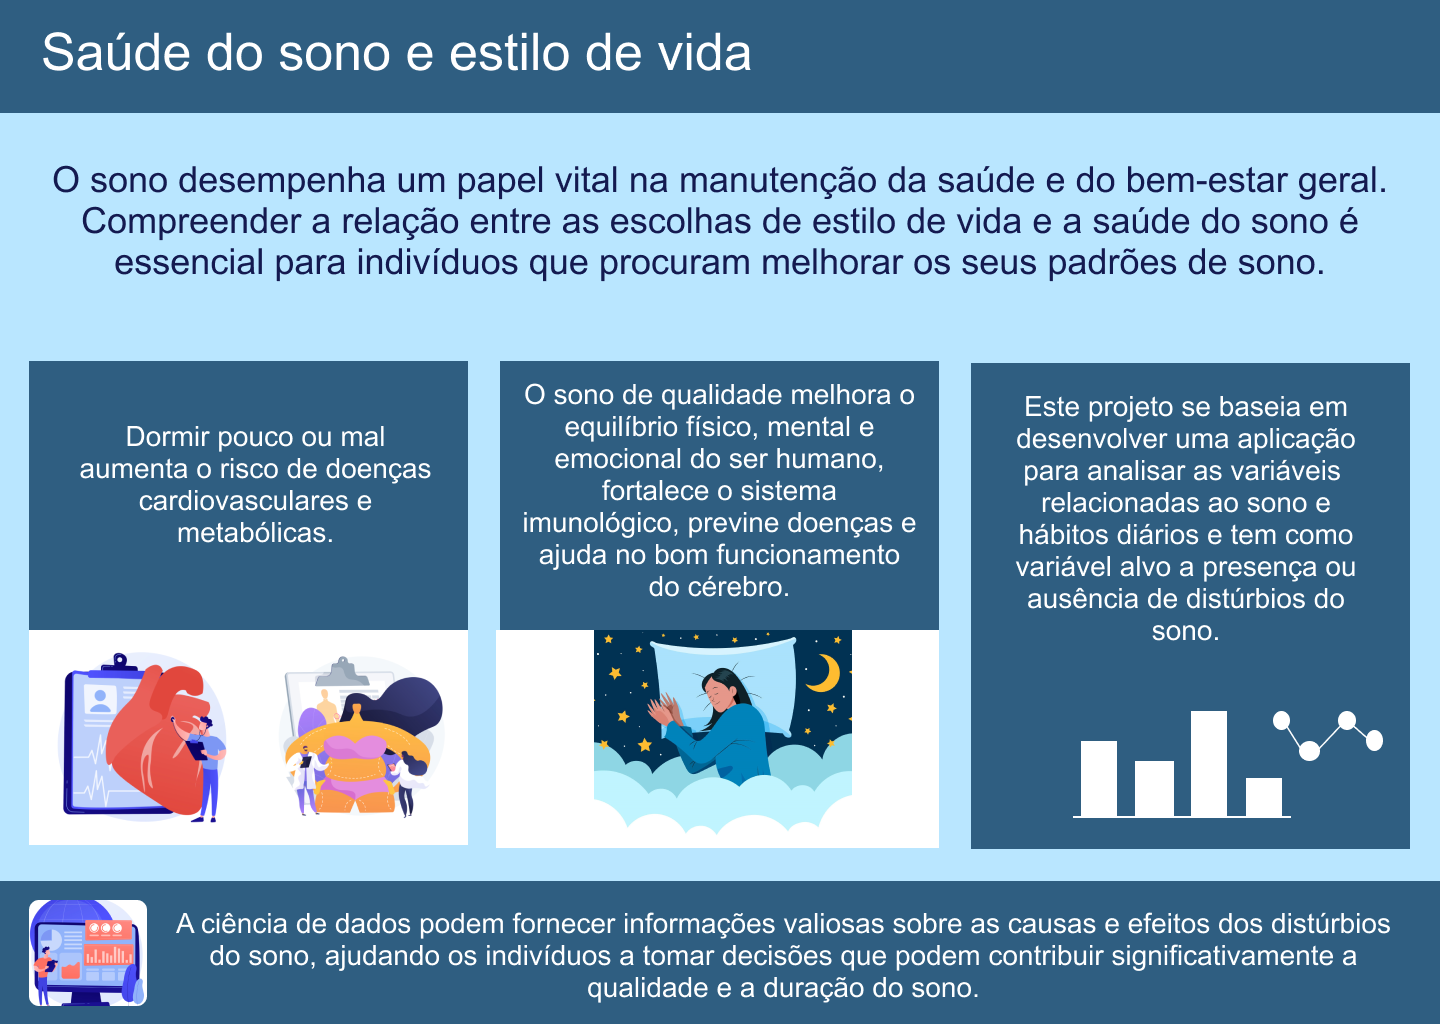 Saúde do sono e estilo de vida
O sono desempenha um papel vital na manutenção da saúde e do bem-estar geral.
Compreender a relação entre as escolhas de estilo de vida e a saúde do sono é
essencial para indivíduos que procuram melhorar os seus padrões de sono.
Dormir pouco ou mal
aumenta o risco de doenças
cardiovasculares e
metabólicas.
O sono de qualidade melhora o
equilíbrio físico, mental e
emocional do ser humano,
fortalece o sistema
imunológico, previne doenças e
ajuda no bom funcionamento
do cérebro.
Este projeto se baseia em
desenvolver uma aplicação
para analisar as variáveis
relacionadas ao sono e
hábitos diários e tem como
variável alvo a presença ou
ausência de distúrbios do
sono.
A ciência de dados podem fornecer informações valiosas sobre as causas e efeitos dos distúrbios
do sono, ajudando os indivíduos a tomar decisões que podem contribuir significativamente a
qualidade e a duração do sono.